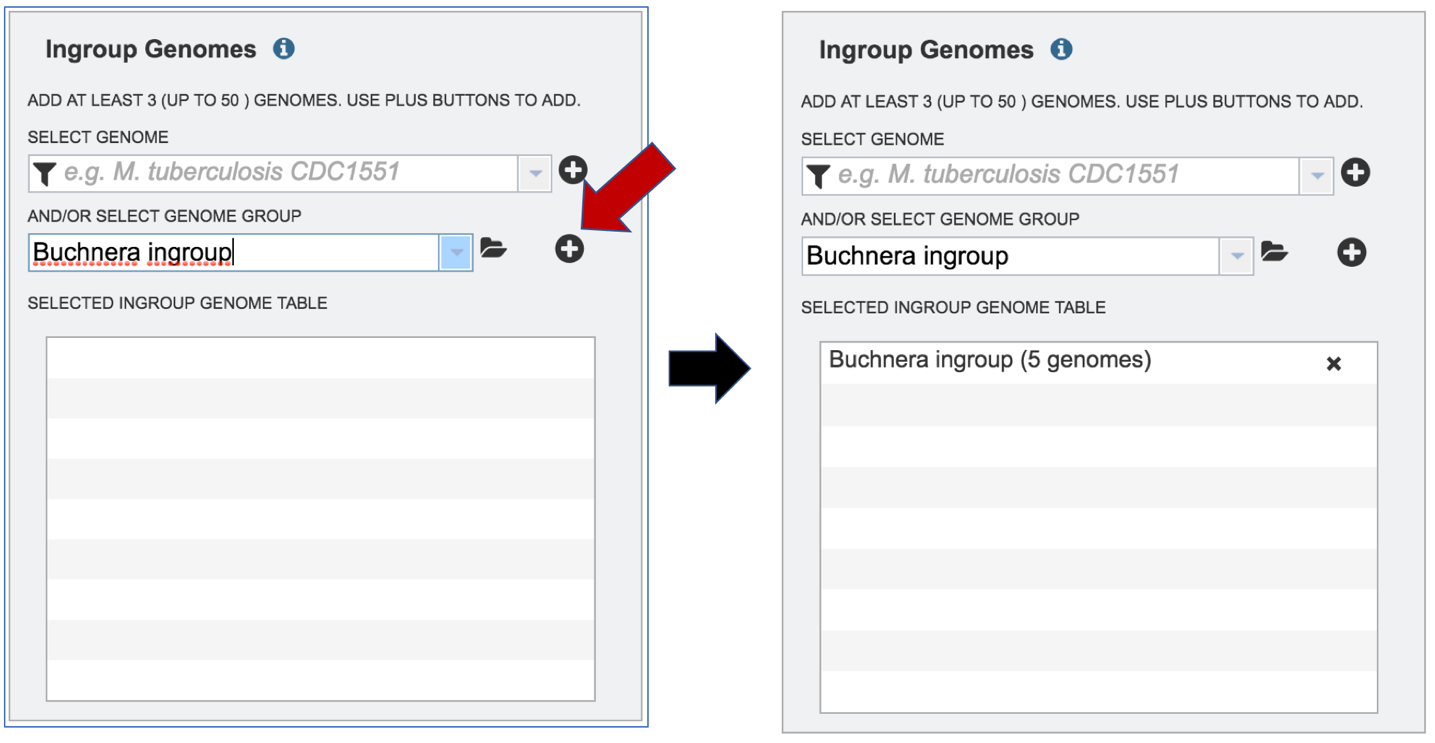 Ingroup Genomes
ADD AT LEAST 3 (UP TO 50 ) GENOMES. USE PLUS BUTTONS TO ADD.
SELECT GENOME
e.g. M. tuberculosis CDC1551
AND/OR SELECT GENOME GROUP
Buchnera ingroup
SELECTED INGROUP GENOME TABLE
Ingroup Genomes
ADD AT LEAST 3 (UP TO 50 ) GENOMES. USE PLUS BUTTONS TO ADD.
SELECT GENOME
e.g. M. tuberculosis CDC1551
AND/OR SELECT GENOME GROUP
Buchnera ingroup
SELECTED INGROUP GENOME TABLE
Buchnera ingroup (5 genomes)